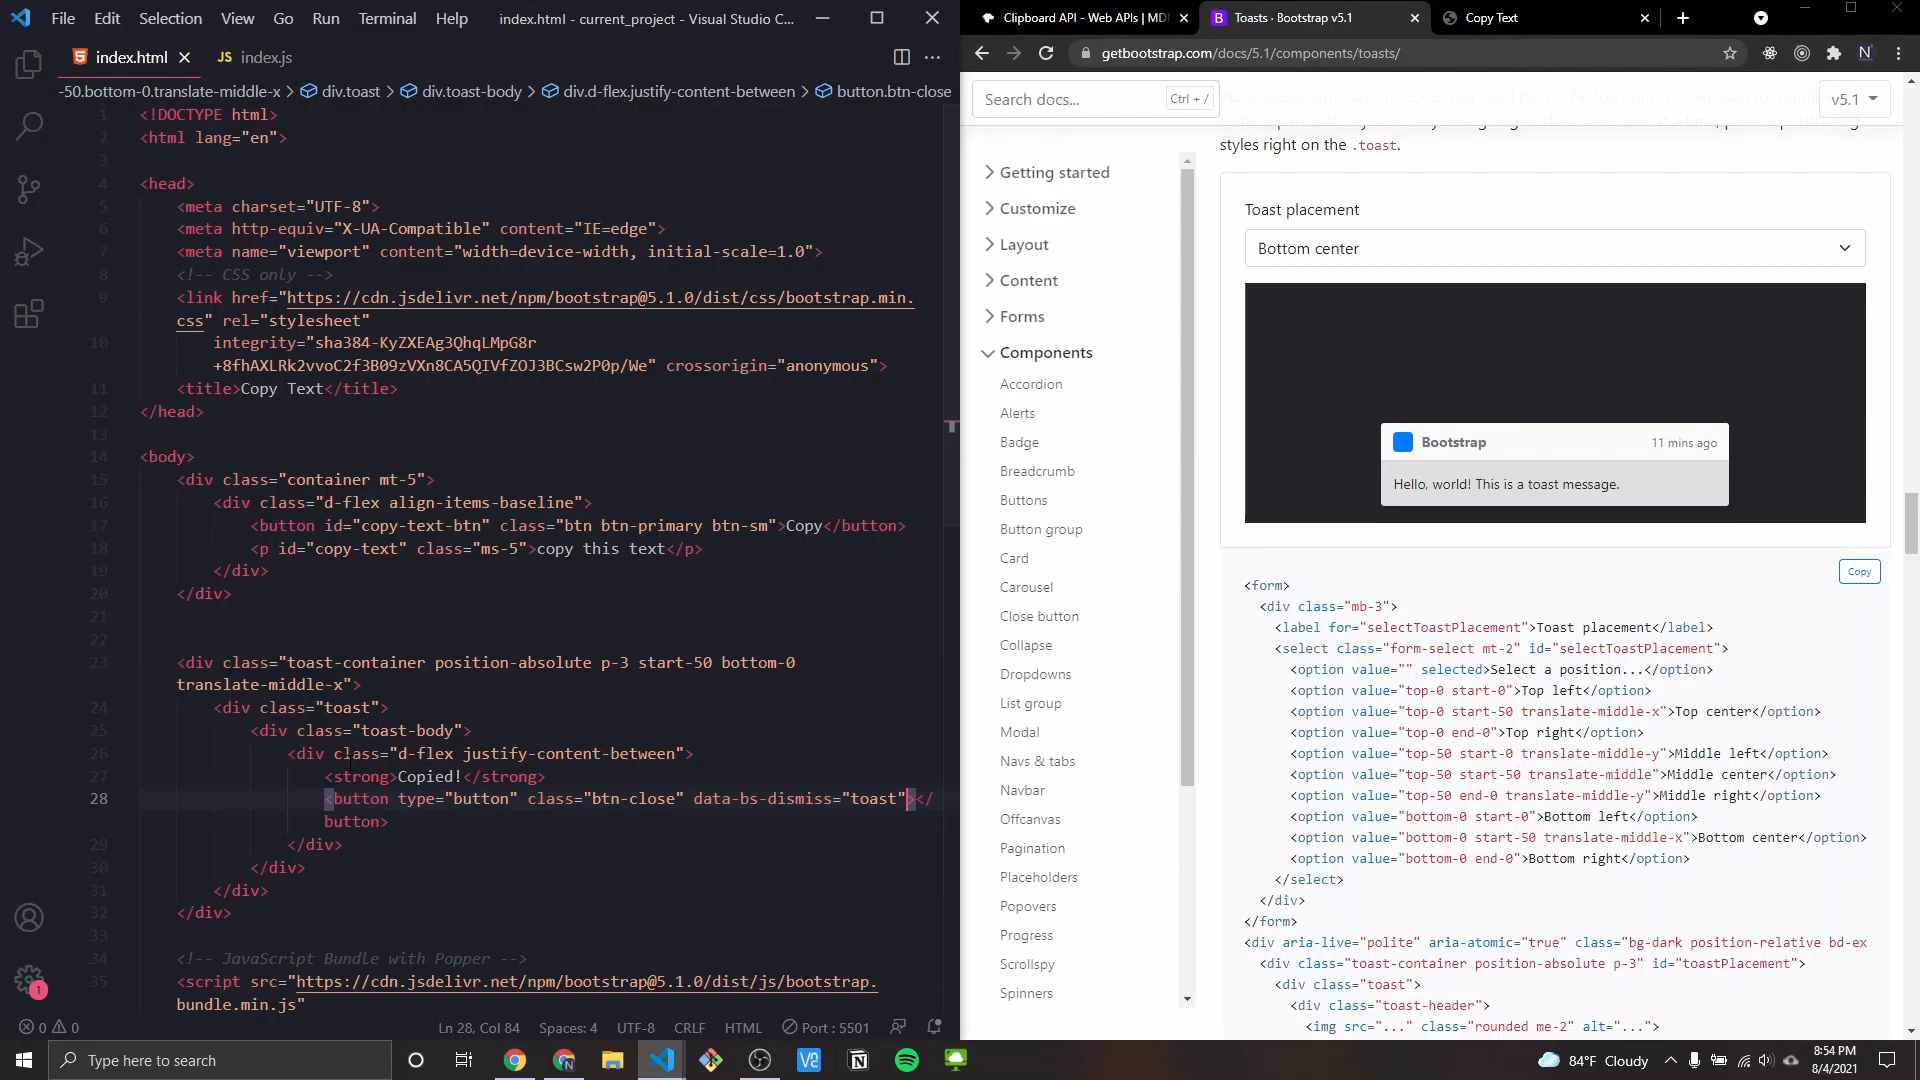 File Edit Selection View Go Run Terminal Help index.html - current_project - Visual Studio C...
index.html JS index.js
-50.bottom-0.translate-middle-x > div.toast > div.toast-body > div.d-flex.justify-content-between > button.btn-close
1 <!DOCTYPE html>
2 <html lang="en">
3
4 <head>
5 <meta charset="UTF-8">
6 <meta http-equiv="X-UA-Compatible" content="IE=edge">
7 <meta name="viewport" content="width=device-width, initial-scale=1.0">
8 <!-- CSS only -->
9 <link href="https://cdn.jsdelivr.net/npm/bootstrap@5.1.0/dist/css/bootstrap.min.
css" rel="stylesheet"
10 integrity="sha384-KyZXEAg3QhqLMpG8r
+8fhAXLRk2vvoC2f3B09zVXn8CA5QIVfZOJ3BCsw2P0p/We" crossorigin="anonymous">
11 <title>Copy Text</title>
12 </head>
13
14 <body>
15 <div class="container mt-5">
16 <div class="d-flex align-items-baseline">
17 <button id="copy-text-btn" class="btn btn-primary btn-sm">Copy</button>
18 <p id="copy-text" class="ms-5">copy this text</p>
19 </div>
20 </div>
21
22
23 <div class="toast-container position-absolute p-3 start-50 bottom-0
translate-middle-x">
24 <div class="toast">
25 <div class="toast-body">
26 <div class="d-flex justify-content-between">
27 <strong>Copied!</strong>
28 <button type="button" class="btn-close" data-bs-dismiss="toast"></
button>
29 </div>
30 </div>
31 </div>
32 </div>
33
34 <!-- JavaScript Bundle with Popper -->
35 <script src="https://cdn.jsdelivr.net/npm/bootstrap@5.1.0/dist/js/bootstrap.
bundle.min.js"
1
0 0 Ln 28, Col 84 Spaces: 4 UTF-8 CRLF HTML Port : 5501
Clipboard API - Web APIs | MD
Toasts · Bootstrap v5.1
Copy Text
getbootstrap.com/docs/5.1/components/toasts/
Search docs... Ctrl + /
v5.1
styles right on the .toast.
Getting started
Customize
Layout
Content
Forms
Components
Accordion
Alerts
Badge
Breadcrumb
Buttons
Button group
Card
Carousel
Close button
Collapse
Dropdowns
List group
Modal
Navs & tabs
Navbar
Offcanvas
Pagination
Placeholders
Popovers
Progress
Scrollspy
Spinners
Toast placement
Bottom center
Bootstrap 11 mins ago
Hello, world! This is a toast message.
Copy
<form>
<div class="mb-3">
<label for="selectToastPlacement">Toast placement</label>
<select class="form-select mt-2" id="selectToastPlacement">
<option value="" selected>Select a position...</option>
<option value="top-0 start-0">Top left</option>
<option value="top-0 start-50 translate-middle-x">Top center</option>
<option value="top-0 end-0">Top right</option>
<option value="top-50 start-0 translate-middle-y">Middle left</option>
<option value="top-50 start-50 translate-middle">Middle center</option>
<option value="top-50 end-0 translate-middle-y">Middle right</option>
<option value="bottom-0 start-0">Bottom left</option>
<option value="bottom-0 start-50 translate-middle-x">Bottom center</option>
<option value="bottom-0 end-0">Bottom right</option>
</select>
</div>
</form>
<div aria-live="polite" aria-atomic="true" class="bg-dark position-relative bd-ex
<div class="toast-container position-absolute p-3" id="toastPlacement">
<div class="toast">
<div class="toast-header">
<img src="..." class="rounded me-2" alt="...">
Type here to search
84°F Cloudy
8:54 PM
8/4/2021